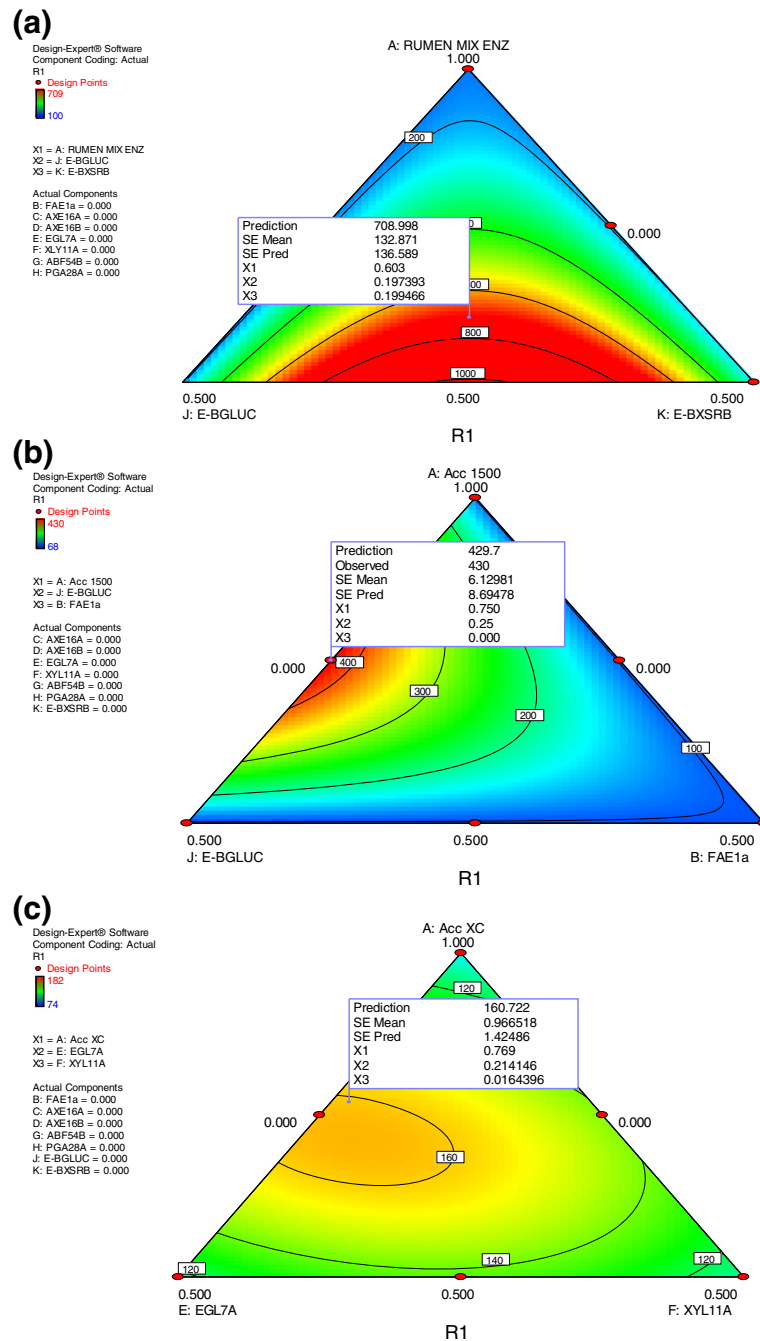 (a)
Design-Expert® Software
Component Coding: Actual
R1
Design Points
709
100
X1 = A: RUMEN MIX ENZ
X2 = J: E-BGLUC
X3 = K: E-BXSRB
Actual Components
B: FAE1a = 0.000
C: AXE16A = 0.000
D: AXE16B = 0.000
E: EGL7A = 0.000
F: XLY11A = 0.000
G: ABF54B = 0.000
H: PGA28A = 0.000
A: RUMEN MIX ENZ
1.000
200
0.000
Prediction 708.998
SE Mean 132.871
SE Pred 136.589
X1 0.603
X2 0.197393
X3 0.199466
800
1000
0.500 0.500 0.500
J: E-BGLUC K: E-BXSRB
R1
(b)
Design-Expert® Software
Component Coding: Actual
R1
Design Points
430
68
X1 = A: Acc 1500
X2 = J: E-BGLUC
X3 = B: FAE1a
Actual Components
C: AXE16A = 0.000
D: AXE16B = 0.000
E: EGL7A = 0.000
F: XYL11A = 0.000
G: ABF54B = 0.000
H: PGA28A = 0.000
K: E-BXSRB = 0.000
A: Acc 1500
1.000
Prediction 429.7
Observed 430
SE Mean 6.12981
SE Pred 8.69478
X1 0.750
X2 0.25
X3 0.000
0.000 400 0.000
300
200
100
0.500 0.500 0.500
J: E-BGLUC B: FAE1a
R1
(c)
Design-Expert® Software
Component Coding: Actual
R1
Design Points
182
74
X1 = A: Acc XC
X2 = E: EGL7A
X3 = F: XYL11A
Actual Components
B: FAE1a = 0.000
C: AXE16A = 0.000
D: AXE16B = 0.000
G: ABF54B = 0.000
H: PGA28A = 0.000
J: E-BGLUC = 0.000
K: E-BXSRB = 0.000
A: Acc XC
1.000
120
Prediction 160.722
SE Mean 0.966518
SE Pred 1.42486
X1 0.769
X2 0.214146
X3 0.0164396
0.000 0.000
160
140
120 120
0.500 0.500 0.500
E: EGL7A F: XYL11A
R1